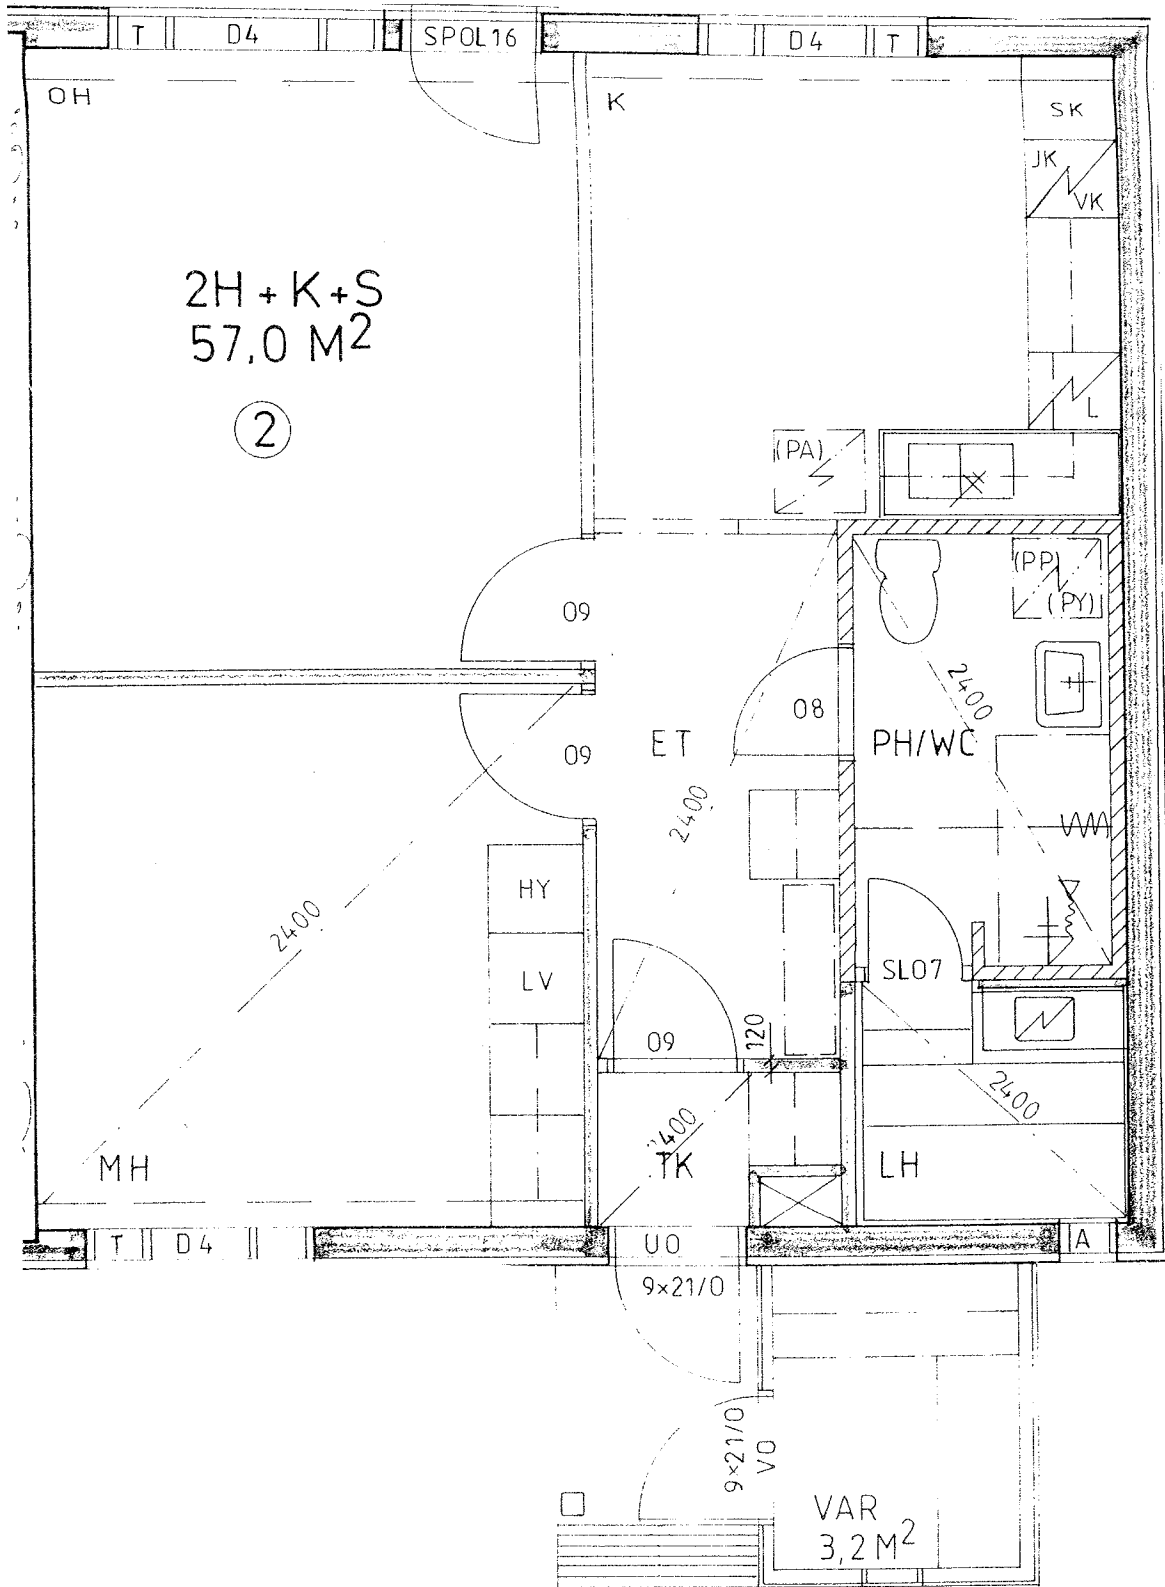 T D4 SPOL16 D4 T
OH
K
SK
JK
VK
2H + K + S
57,0 M²
2
L
(PA)
(PP)
(PY)
09
08
2400
ET
PH/WC
09
2400
HY
2400
LV
SL07
09
120
2400
TK
MH
LH
T D4
UO
A
9×21/0
9×21/0
VO
VAR
3,2 M²